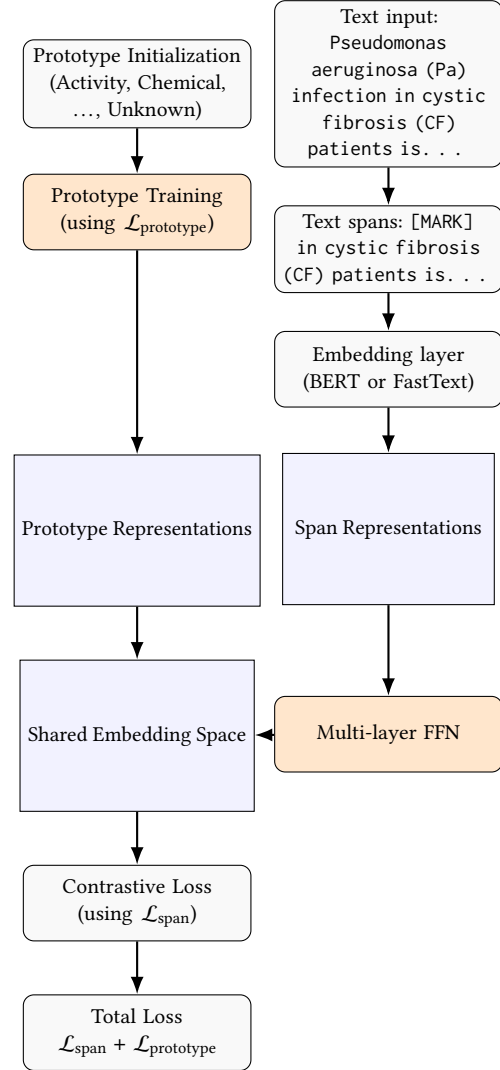 Prototype Initialization
(Activity, Chemical,
…, Unknown)
Prototype Training
(using ℒprototype)
Prototype Representations
Shared Embedding Space
Contrastive Loss
(using ℒspan)
Total Loss
ℒspan + ℒprototype
Text input:
Pseudomonas
aeruginosa (Pa)
infection in cystic
fibrosis (CF)
patients is. . .
Text spans: [MARK]
in cystic fibrosis
(CF) patients is. . .
Embedding layer
(BERT or FastText)
Span Representations
Multi-layer FFN